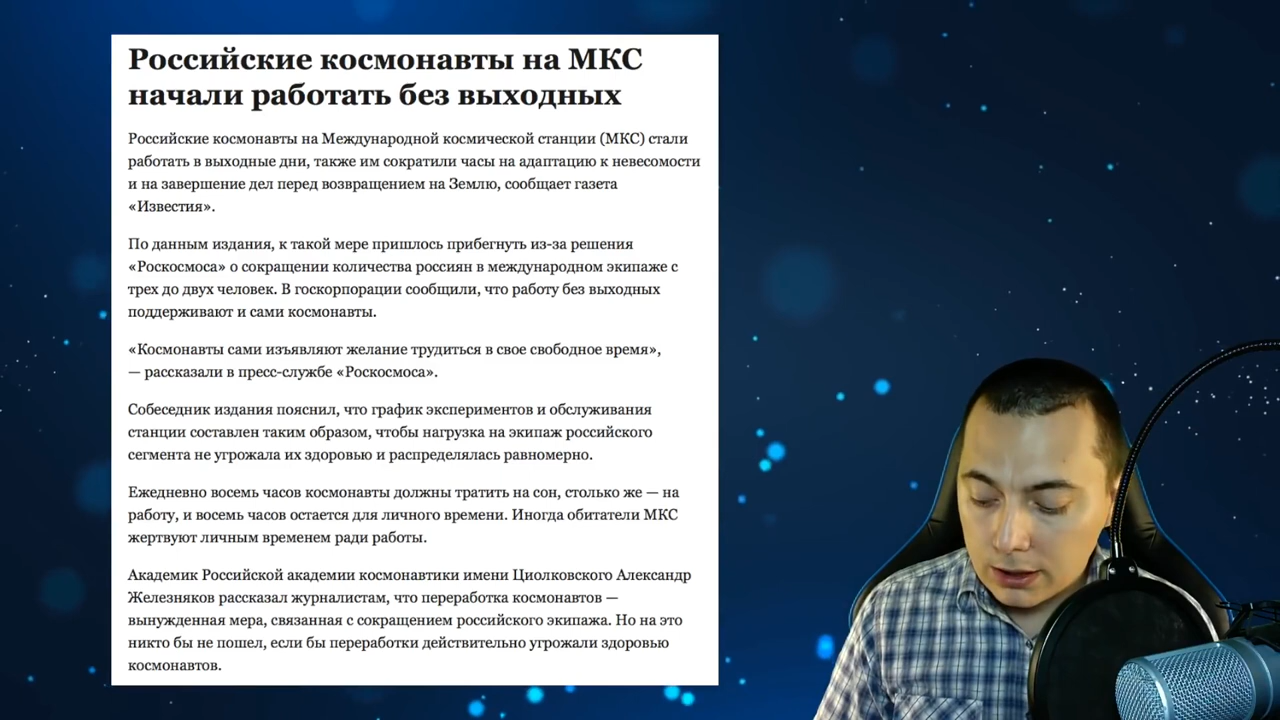 Российские космонавты на МКС
начали работать без выходных
Российские космонавты на Международной космической станции (МКС) стали
работать в выходные дни, также им сократили часы на адаптацию к невесомости
и на завершение дел перед возвращением на Землю, сообщает газета
«Известия».
По данным издания, к такой мере пришлось прибегнуть из-за решения
«Роскосмоса» о сокращении количества россиян в международном экипаже с
трех до двух человек. В госкорпорации сообщили, что работу без выходных
поддерживают и сами космонавты.
«Космонавты сами изъявляют желание трудиться в свое свободное время»,
— рассказали в пресс-службе «Роскосмоса».
Собеседник издания пояснил, что график экспериментов и обслуживания
станции составлен таким образом, чтобы нагрузка на экипаж российского
сегмента не угрожала их здоровью и распределялась равномерно.
Ежедневно восемь часов космонавты должны тратить на сон, столько же — на
работу, и восемь часов остается для личного времени. Иногда обитатели МКС
жертвуют личным временем ради работы.
Академик Российской академии космонавтики имени Циолковского Александр
Железняков рассказал журналистам, что переработка космонавтов —
вынужденная мера, связанная с сокращением российского экипажа. Но на это
никто бы не пошел, если бы переработки действительно угрожали здоровью
космонавтов.